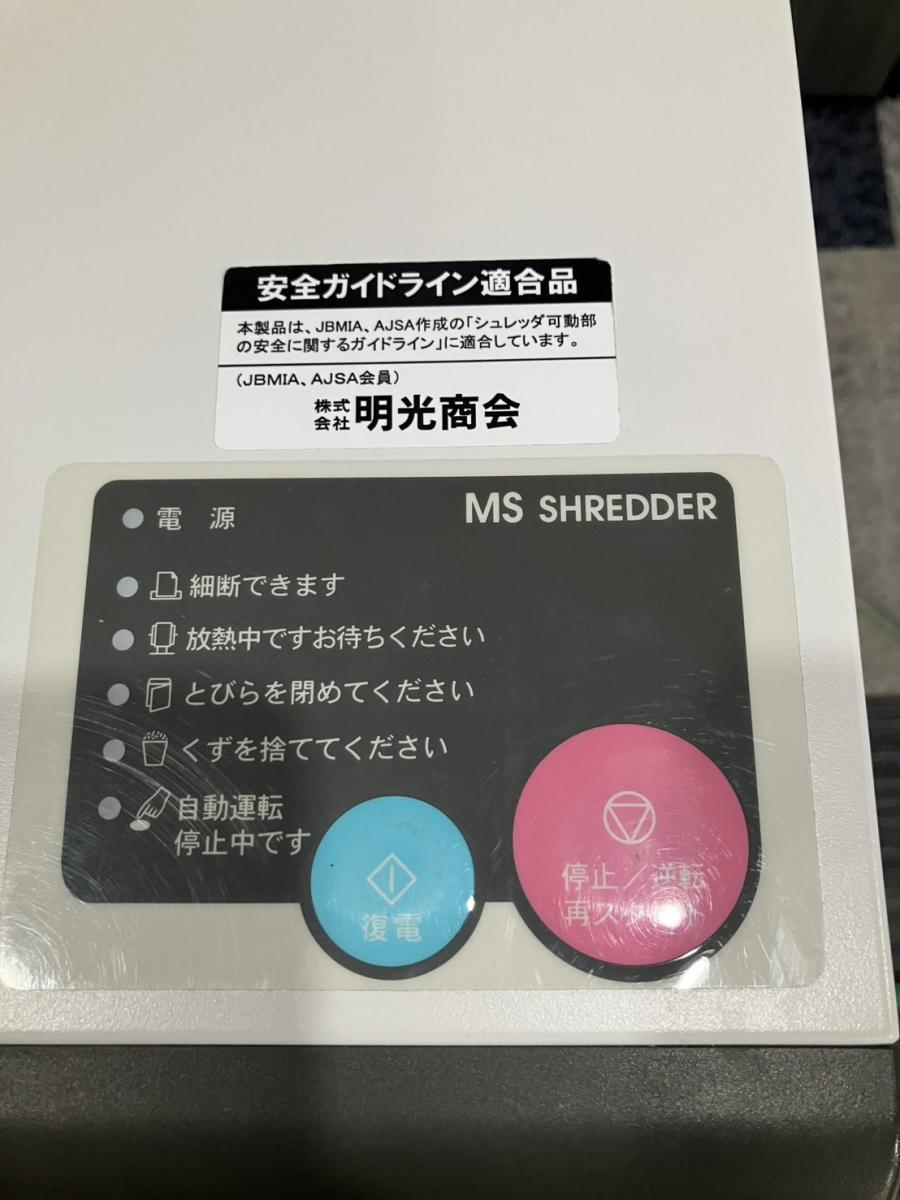 安全ガイドライン適合品
本製品は、JBMIA、AJSA作成の「シュレッダ可動部
の安全に関するガイドライン」に適合しています。
(JBMIA、AJSA会員)
株式会社 明光商会
MS SHREDDER
電 源
細断できます
放熱中ですお待ちください
とびらを閉めてください
くずを捨ててください
自動運転
停止中です
復電
停止/逆転
再スタート